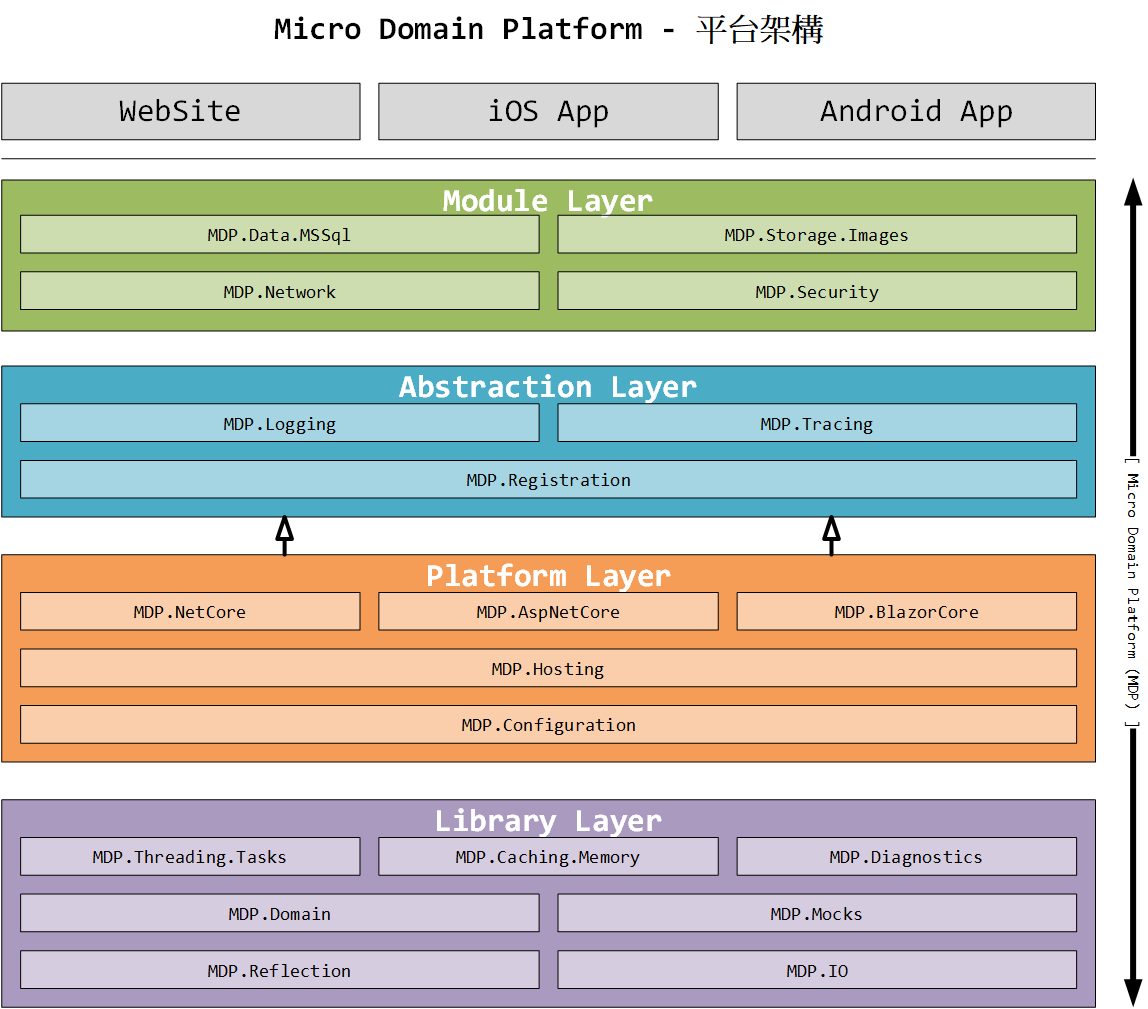 Micro Domain Platform - 平台架構
WebSite
iOS App
Android App
Module Layer
MDP.Data.MSSql
MDP.Storage.Images
MDP.Network
MDP.Security
Abstraction Layer
MDP.Logging
MDP.Tracing
MDP.Registration
Platform Layer
MDP.NetCore
MDP.AspNetCore
MDP.BlazorCore
MDP.Hosting
MDP.Configuration
Library Layer
MDP.Threading.Tasks
MDP.Caching.Memory
MDP.Diagnostics
MDP.Domain
MDP.Mocks
MDP.Reflection
MDP.IO
[ Micro Domain Platform (MDP) ]